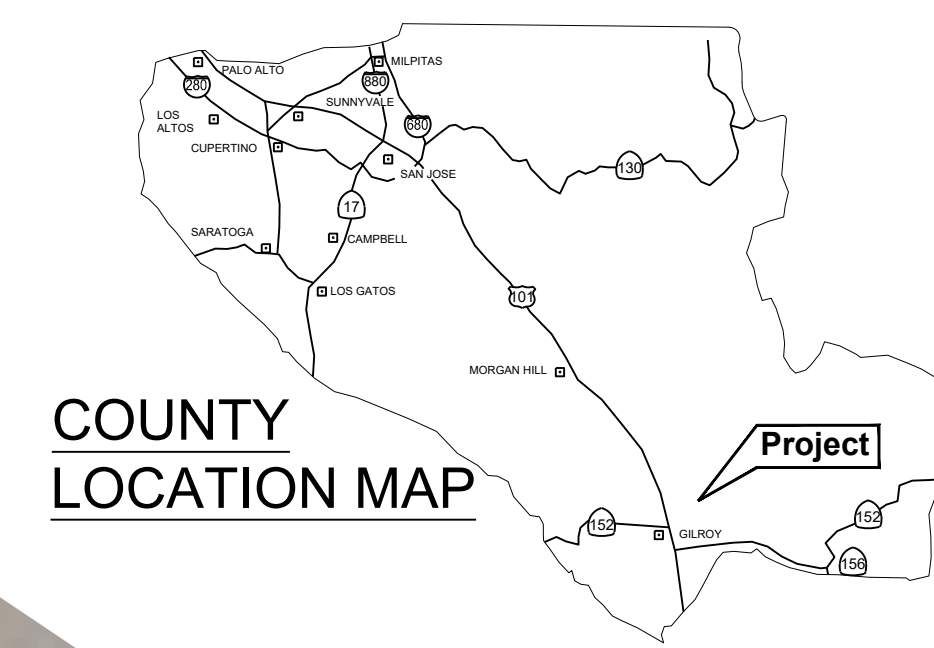 MILPITAS
PALO ALTO
280
880
SUNNYVALE
LOS
ALTOS
680
CUPERTINO
130
SAN JOSE
17
SARATOGA
CAMPBELL
LOS GATOS
101
MORGAN HILL
COUNTY
LOCATION MAP
Project
152
152
GILROY
156